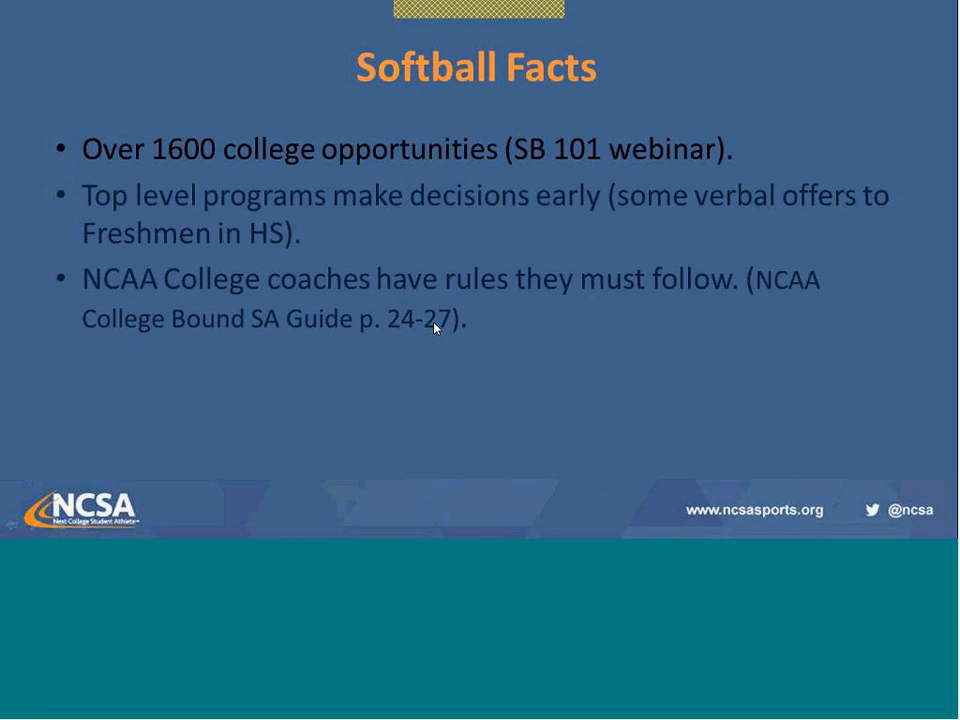 Softball Facts
• Over 1600 college opportunities (SB 101 webinar).
• Top level programs make decisions early (some verbal offers to
Freshmen in HS).
• NCAA College coaches have rules they must follow. (NCAA
College Bound SA Guide p. 24-27).
NCSA
Next College Student Athlete
www.ncsasports.org
@ncsa